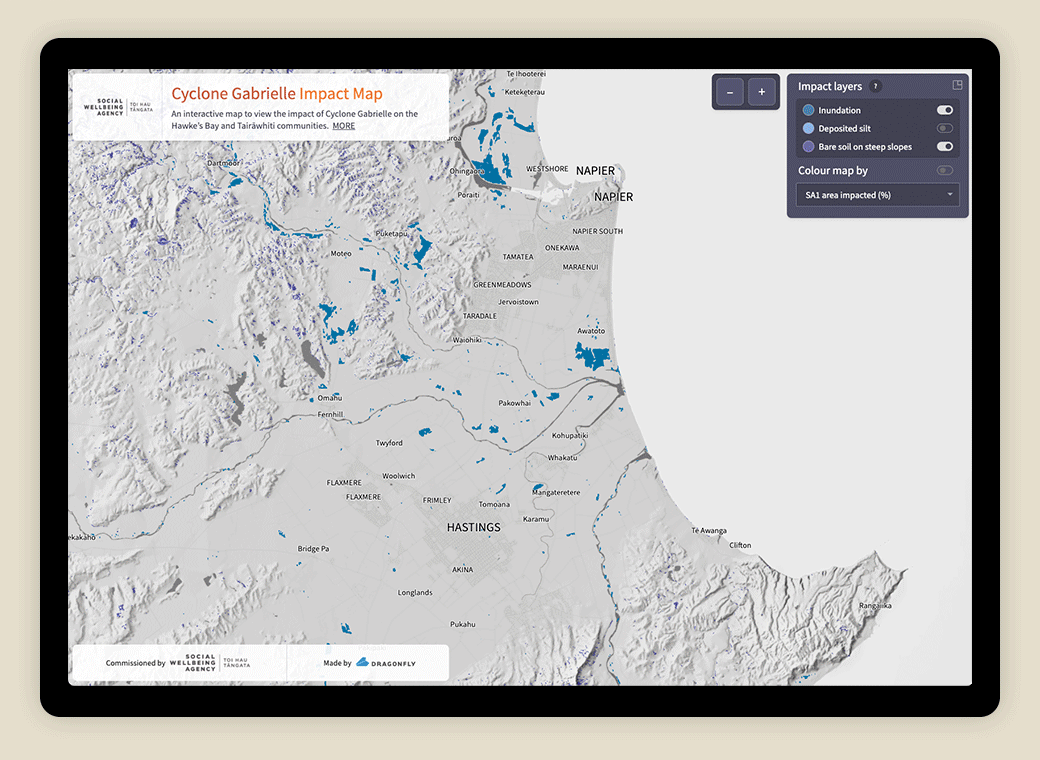 Te Ihooterei
Keteketerau
SOCIAL
WELLBEING
AGENCY
TOI HAU
TĀNGATA
Cyclone Gabrielle Impact Map
An interactive map to view the impact of Cyclone Gabrielle on the
Hawke's Bay and Tairāwhiti communities. MORE
– +
Impact layers ?
Inundation
Deposited silt
Bare soil on steep slopes
Colour map by
SA1 area impacted (%)
Dartmoor
WESTSHORE
NAPIER
Poraiti
NAPIER
Puketapu
NAPIER SOUTH
Moteo
ONEKAWA
TAMATEA
MARAENUI
GREENMEADOWS
Jervoistown
TARADALE
Awatoto
Waiohiki
Omahu
Pakowhai
Fernhill
Kohupatiki
Twyford
Whakatu
Woolwich
FLAXMERE
Mangateretere
FLAXMERE
FRIMLEY
Tomoana
Karamu
HASTINGS
Te Awanga
ekakaho
Clifton
Bridge Pa
AKINA
Longlands
Rangaiika
Pukahu
Commissioned by
SOCIAL
WELLBEING
AGENCY
TOI HAU
TĀNGATA
Made by DRAGONFLY